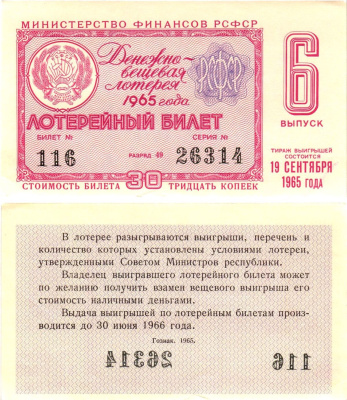 МИНИСТЕРСТВО ФИНАНСОВ РСФСР
Денежно-
вещевая
лотерея
1965 года
РСФСР
6
ВЫПУСК
ЛОТЕРЕЙНЫЙ БИЛЕТ
БИЛЕТ № СЕРИЯ №
116 РАЗРЯД 49 26314
СТОИМОСТЬ БИЛЕТА 30 ТРИДЦАТЬ КОПЕЕК
ТИРАЖ ВЫИГРЫШЕЙ
СОСТОИТСЯ
19 СЕНТЯБРЯ
1965 ГОДА
В лотерее разыгрываются выигрыши, перечень и
количество которых установлены условиями лотереи,
утвержденными Советом Министров республики.
Владелец выигравшего лотерейного билета может
по желанию получить взамен вещевого выигрыша его
стоимость наличными деньгами.
Выдача выигрышей по лотерейным билетам произ-
водится до 30 июня 1966 года.
Гознак. 1965.
26314 116